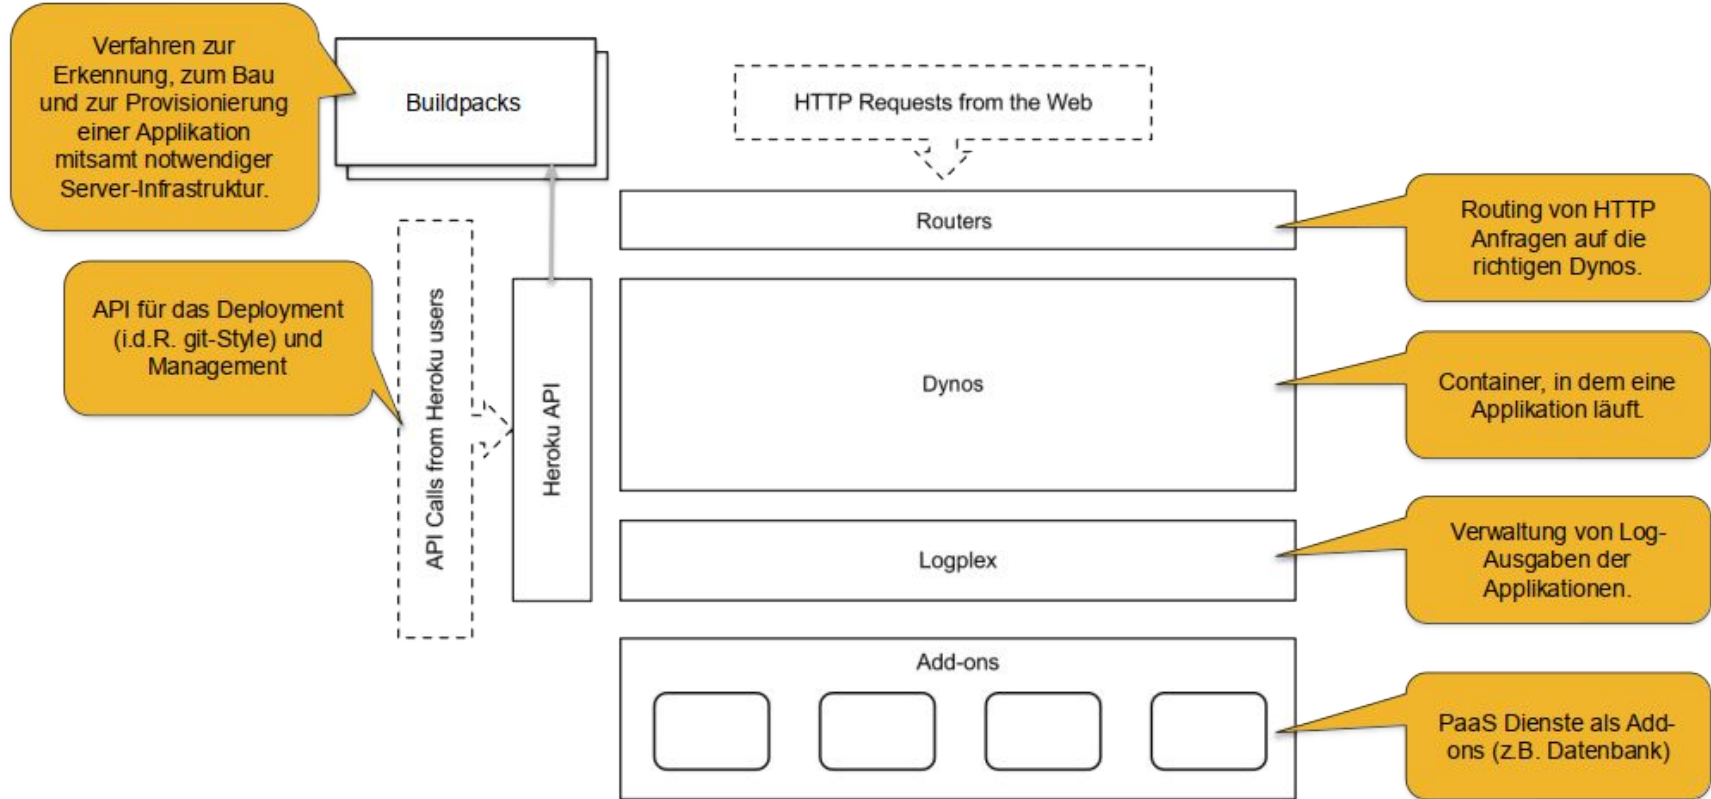 Verfahren zur
Erkennung, zum Bau
und zur Provisionierung
einer Applikation
mitsamt notwendiger
Server-Infrastruktur.
Buildpacks
HTTP Requests from the Web
Routers
Routing von HTTP
Anfragen auf die
richtigen Dynos.
API für das Deployment
(i.d.R. git-Style) und
Management
API Calls from Heroku users
Heroku API
Dynos
Container, in dem eine
Applikation läuft.
Logplex
Verwaltung von Log-
Ausgaben der
Applikationen.
Add-ons
PaaS Dienste als Add-
ons (z.B. Datenbank)